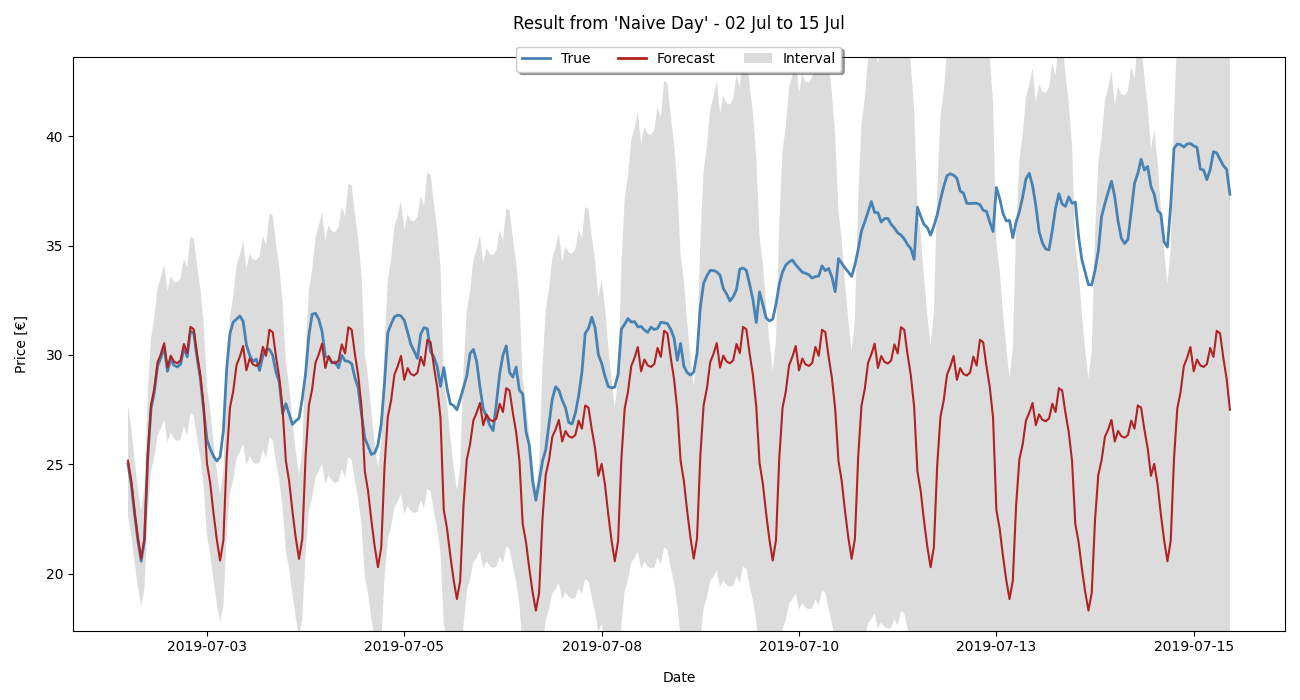 Result from 'Naive Day' - 02 Jul to 15 Jul
True Forecast Interval
Price [€]
40
35
30
25
20
2019-07-03 2019-07-05 2019-07-08 2019-07-10 2019-07-13 2019-07-15
Date